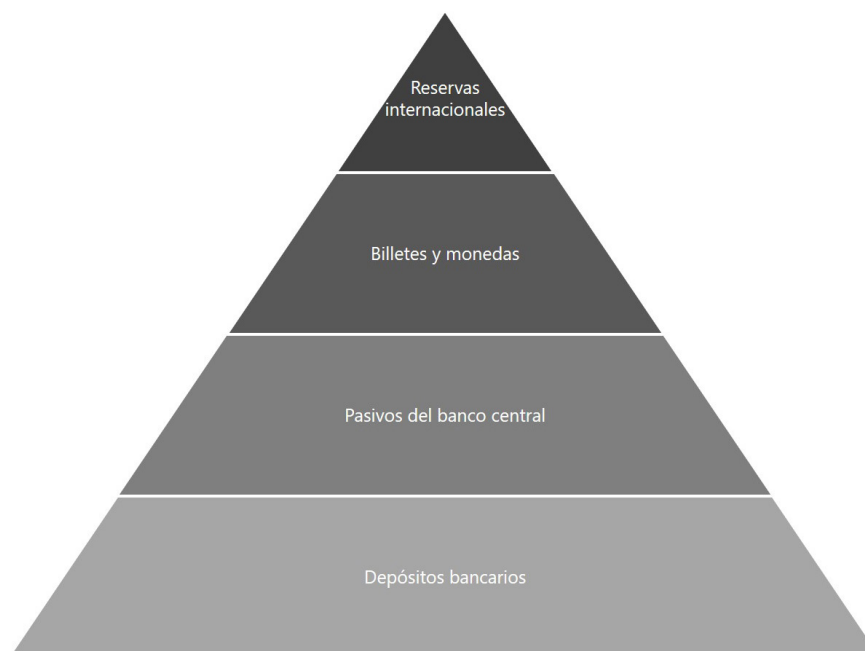 Reservas
internacionales
Billetes y monedas
Pasivos del banco central
Depósitos bancarios